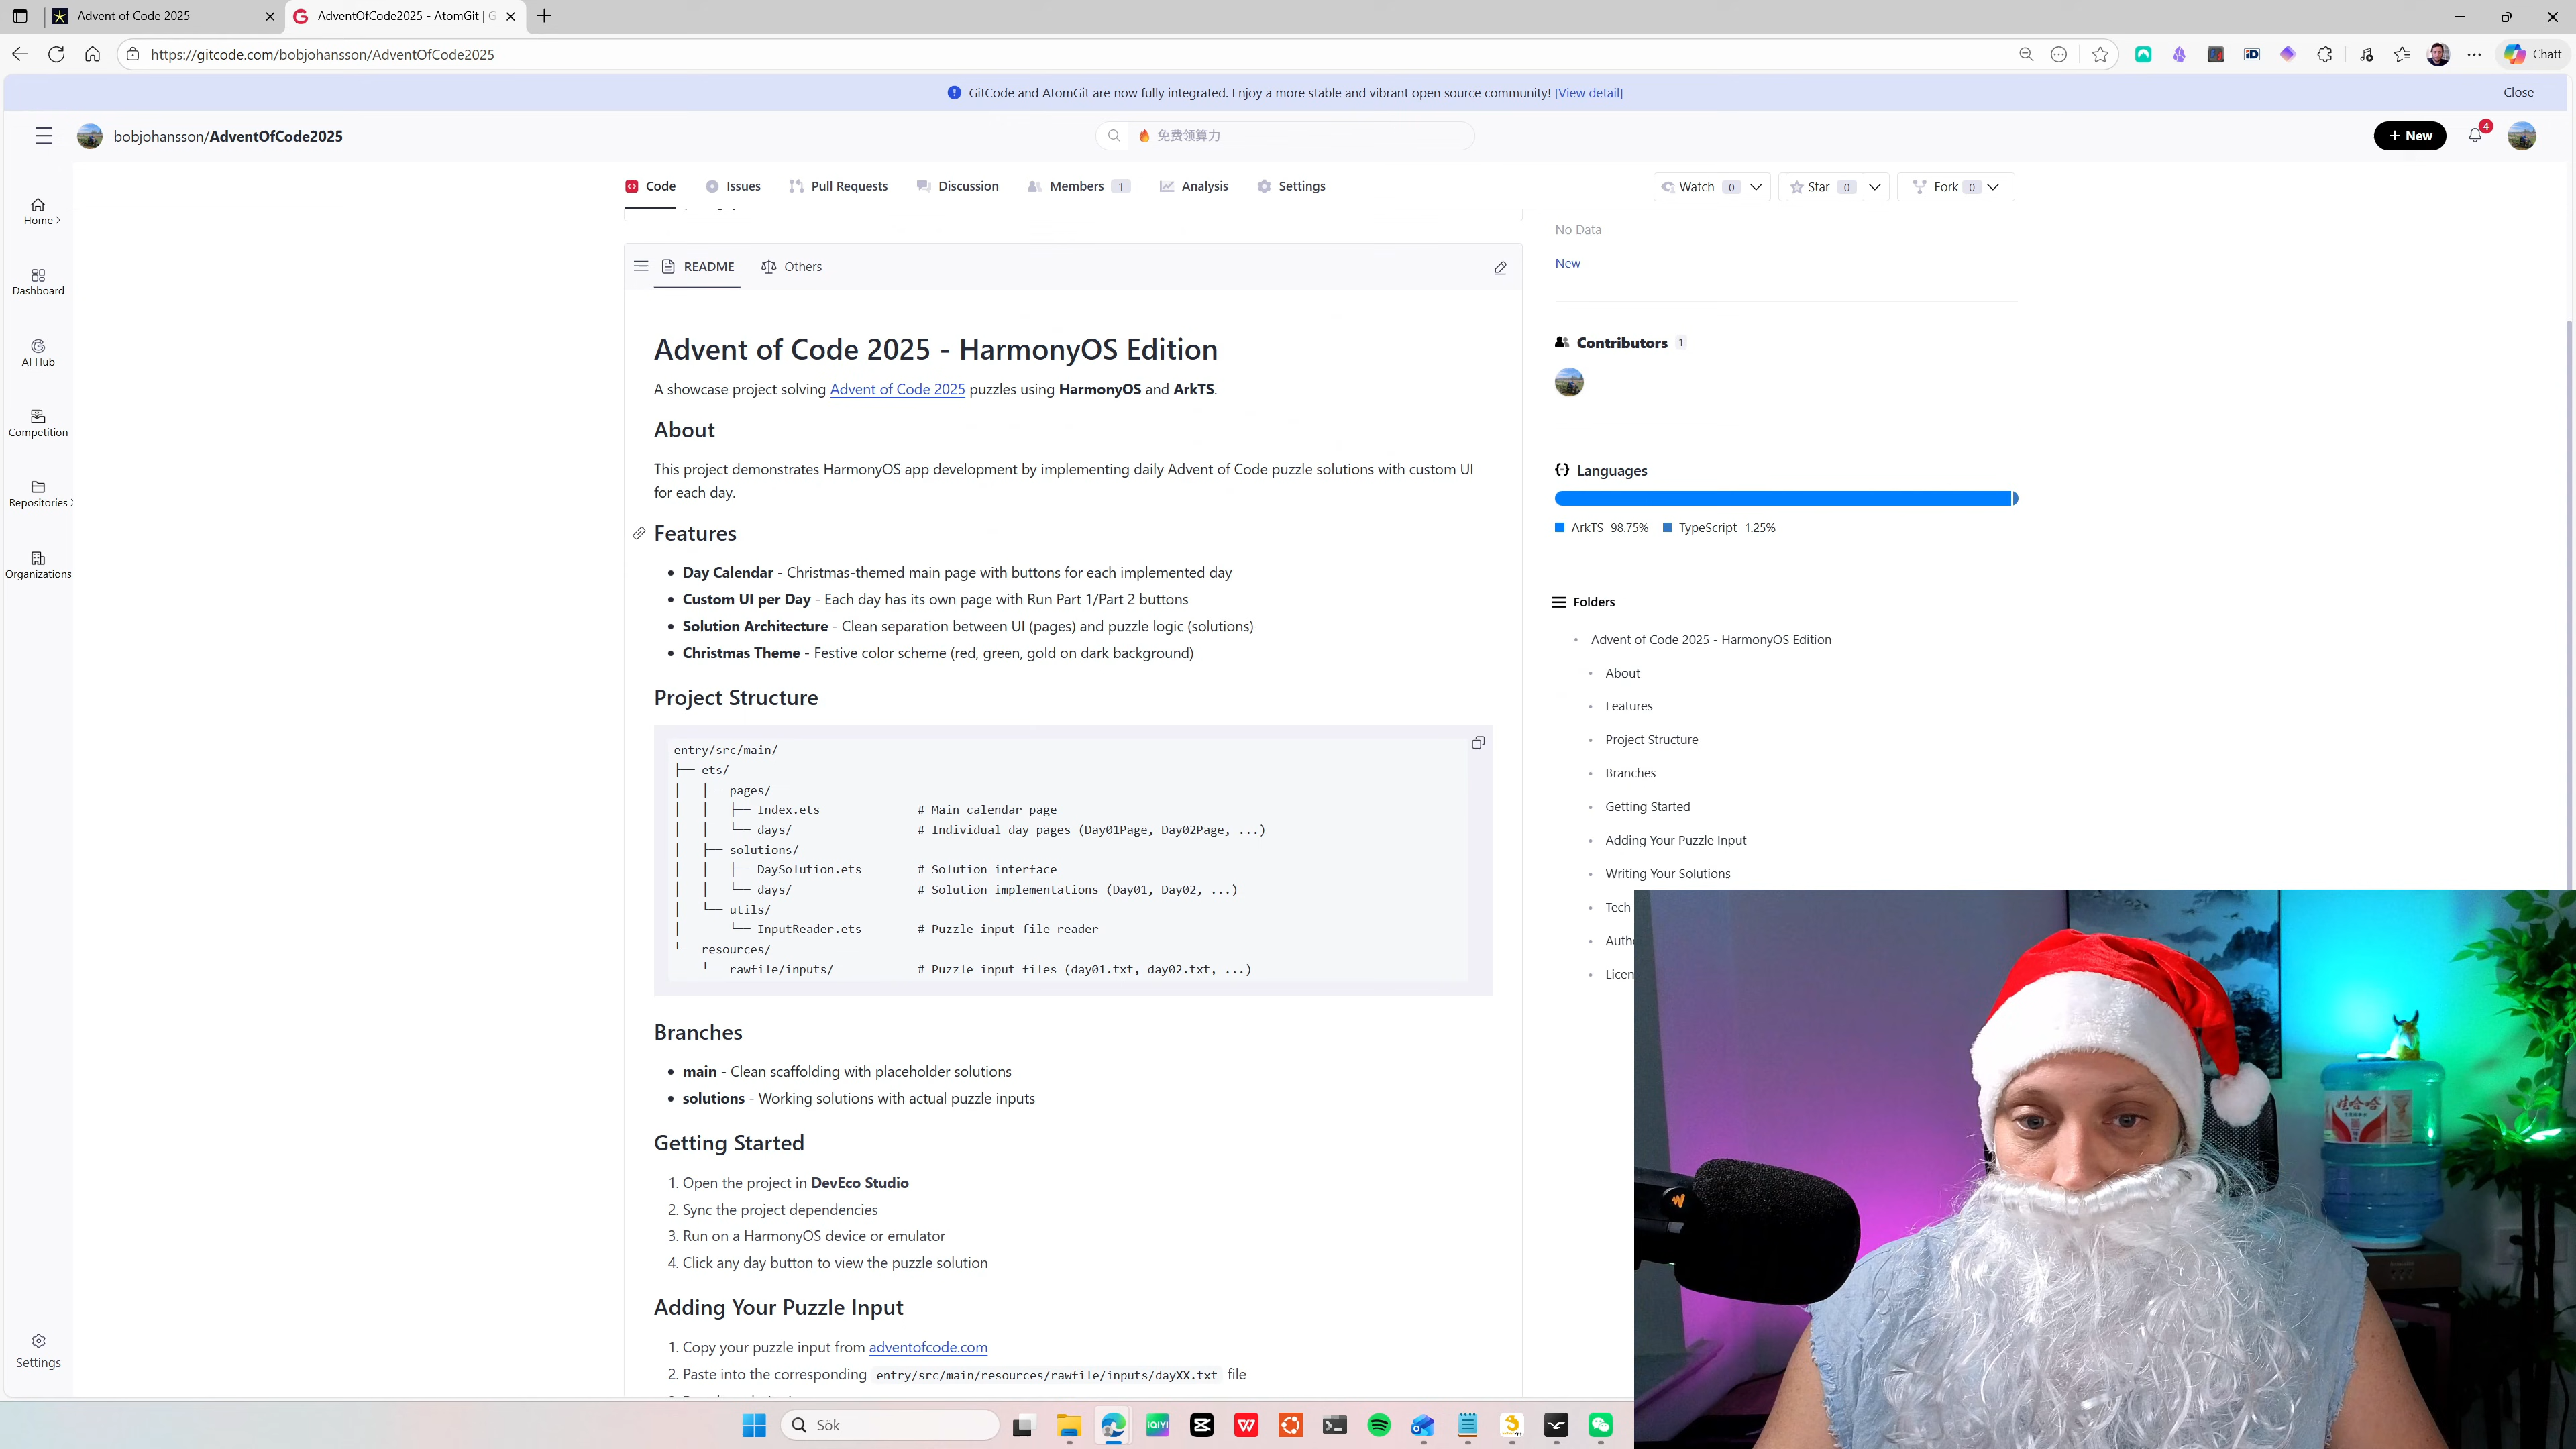 Advent of Code 2025
AdventOfCode2025 - AtomGit | G
https://gitcode.com/bobjohansson/AdventOfCode2025
Chatt
GitCode and AtomGit are now fully integrated. Enjoy a more stable and vibrant open source community! [View detail]
Close
bobjohansson/AdventOfCode2025
免费领算力
+ New
4
Code
Issues
Pull Requests
Discussion
Members 1
Analysis
Settings
Watch 0
Star 0
Fork 0
Home
Dashboard
AI Hub
Competition
Repositories
Organizations
Settings
README
Others
Advent of Code 2025 - HarmonyOS Edition
A showcase project solving Advent of Code 2025 puzzles using HarmonyOS and ArkTS.
About
This project demonstrates HarmonyOS app development by implementing daily Advent of Code puzzle solutions with custom UI
for each day.
Features
• Day Calendar - Christmas-themed main page with buttons for each implemented day
• Custom UI per Day - Each day has its own page with Run Part 1/Part 2 buttons
• Solution Architecture - Clean separation between UI (pages) and puzzle logic (solutions)
• Christmas Theme - Festive color scheme (red, green, gold on dark background)
Project Structure
entry/src/main/
├── ets/
│   ├── pages/
│   │   ├── Index.ets              # Main calendar page
│   │   └── days/                  # Individual day pages (Day01Page, Day02Page, ...)
│   ├── solutions/
│   │   ├── DaySolution.ets        # Solution interface
│   │   └── days/                  # Solution implementations (Day01, Day02, ...)
│   └── utils/
│       └── InputReader.ets        # Puzzle input file reader
└── resources/
    └── rawfile/inputs/            # Puzzle input files (day01.txt, day02.txt, ...)
Branches
• main - Clean scaffolding with placeholder solutions
• solutions - Working solutions with actual puzzle inputs
Getting Started
1. Open the project in DevEco Studio
2. Sync the project dependencies
3. Run on a HarmonyOS device or emulator
4. Click any day button to view the puzzle solution
Adding Your Puzzle Input
1. Copy your puzzle input from adventofcode.com
2. Paste into the corresponding entry/src/main/resources/rawfile/inputs/dayXX.txt file
No Data
New
Contributors 1
Languages
ArkTS 98.75% TypeScript 1.25%
Folders
Advent of Code 2025 - HarmonyOS Edition
About
Features
Project Structure
Branches
Getting Started
Adding Your Puzzle Input
Writing Your Solutions
Tech
Auth
Licen
娃哈哈
Sök
iD
iQIYI